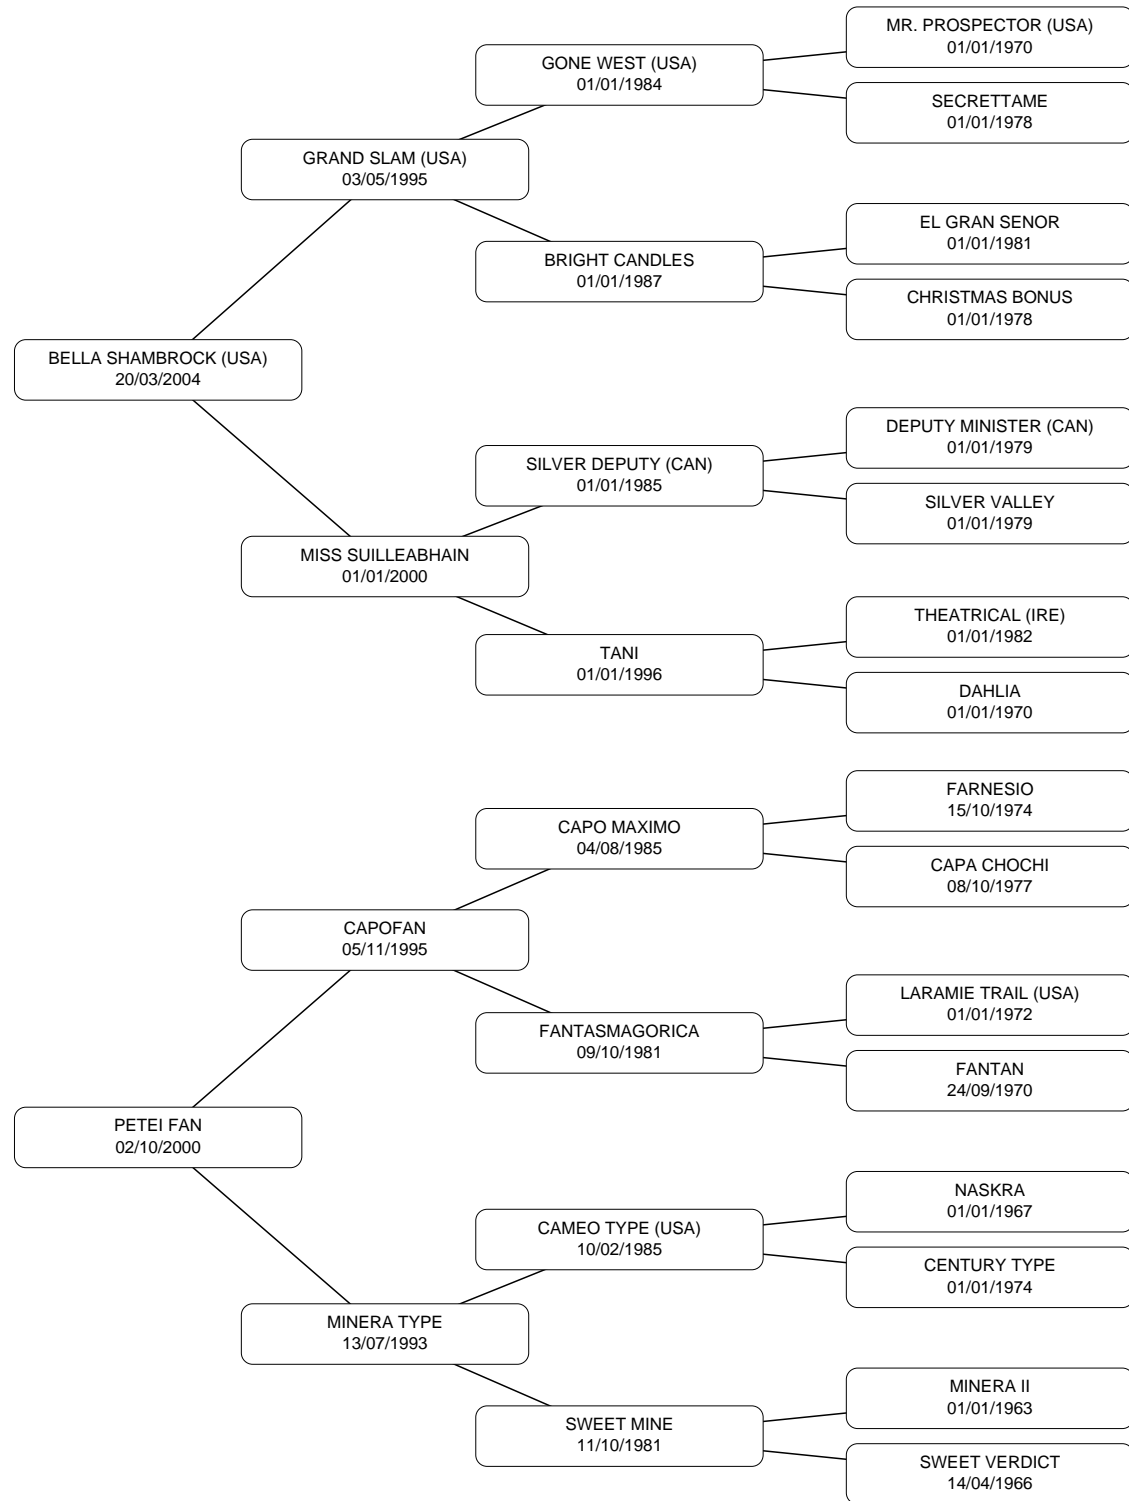 MR. PROSPECTOR (USA)
01/01/1970
GONE WEST (USA)
01/01/1984
SECRETTAME
01/01/1978
GRAND SLAM (USA)
03/05/1995
EL GRAN SENOR
01/01/1981
BRIGHT CANDLES
01/01/1987
CHRISTMAS BONUS
01/01/1978
BELLA SHAMBROCK (USA)
20/03/2004
DEPUTY MINISTER (CAN)
01/01/1979
SILVER DEPUTY (CAN)
01/01/1985
SILVER VALLEY
01/01/1979
MISS SUILLEABHAIN
01/01/2000
THEATRICAL (IRE)
01/01/1982
TANI
01/01/1996
DAHLIA
01/01/1970
FARNESIO
15/10/1974
CAPO MAXIMO
04/08/1985
CAPA CHOCHI
08/10/1977
CAPOFAN
05/11/1995
LARAMIE TRAIL (USA)
01/01/1972
FANTASMAGORICA
09/10/1981
FANTAN
24/09/1970
PETEI FAN
02/10/2000
NASKRA
01/01/1967
CAMEO TYPE (USA)
10/02/1985
CENTURY TYPE
01/01/1974
MINERA TYPE
13/07/1993
MINERA II
01/01/1963
SWEET MINE
11/10/1981
SWEET VERDICT
14/04/1966